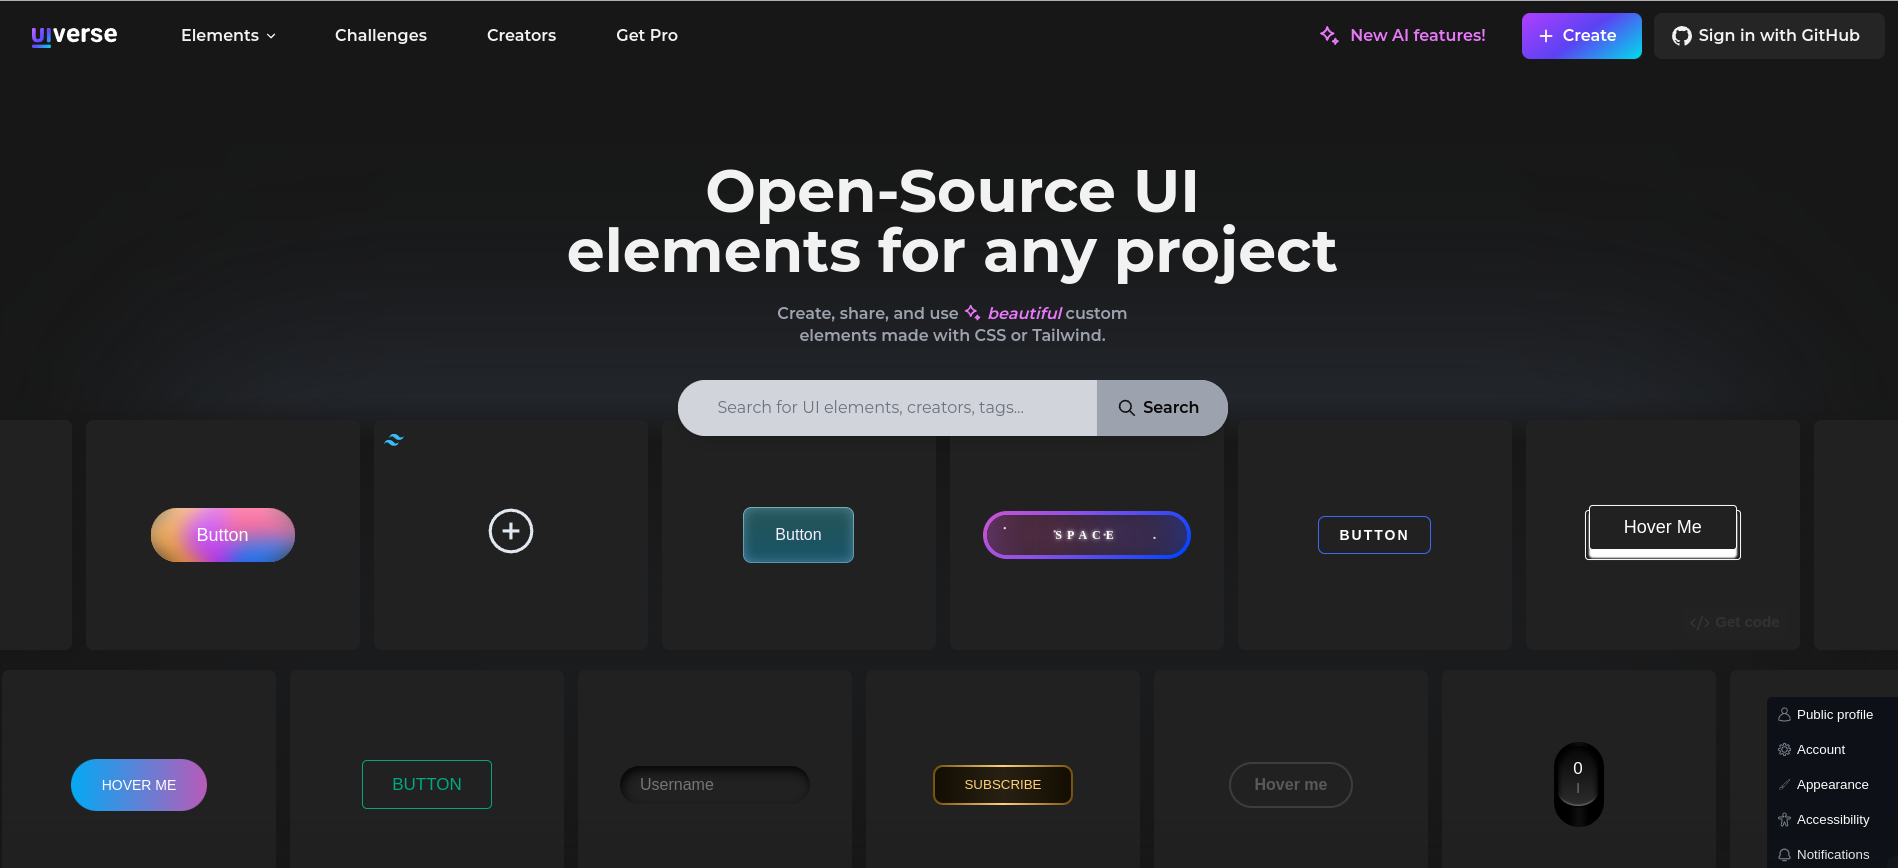 uiverse
Elements
Challenges
Creators
Get Pro
New AI features!
Create
Sign in with GitHub
Open-Source UI
elements for any project
Create, share, and use beautiful custom
elements made with CSS or Tailwind.
Search for UI elements, creators, tags...
Search
Button
Button
SPACE
BUTTON
Hover Me
</> Get code
HOVER ME
BUTTON
Username
SUBSCRIBE
Hover me
0
I
Public profile
Account
Appearance
Accessibility
Notifications